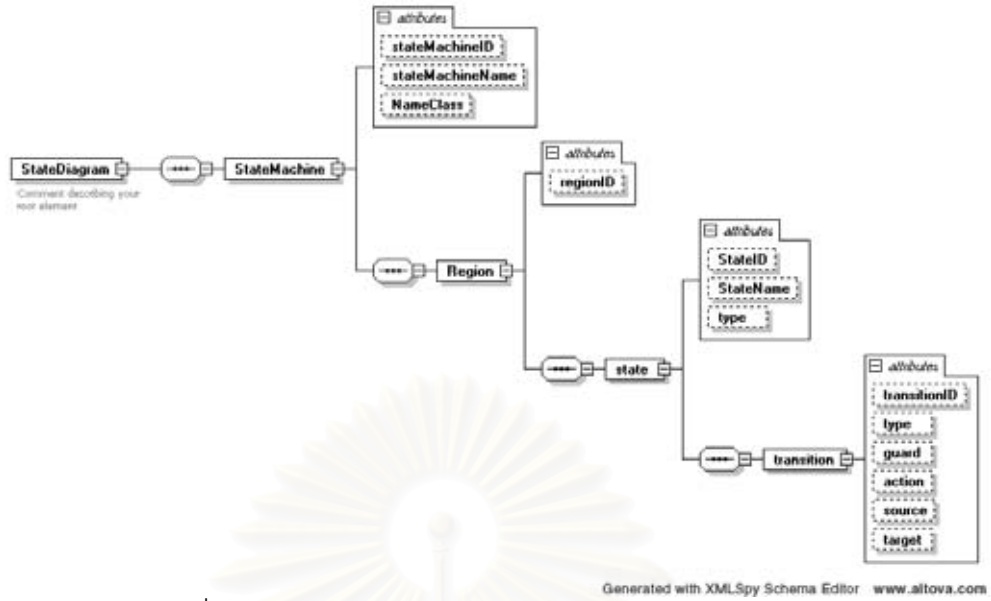 attributes
stateMachineID
stateMachineName
NameClass
StateDiagram
StateMachine
Comment describing your
root element
attributes
regionID
Region
attributes
StateID
StateName
type
state
attributes
transitionID
type
guard
action
source
target
transition
Generated with XMLSpy Schema Editor www.altova.com